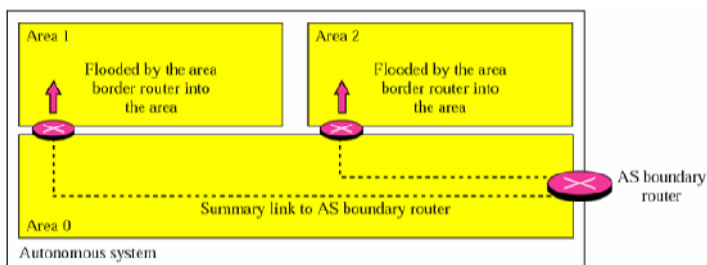 Area 1
Flooded by the area
border router into
the area
Area 2
Flooded by the area
border router into
the area
AS boundary
router
Summary link to AS boundary router
Area 0
Autonomous system